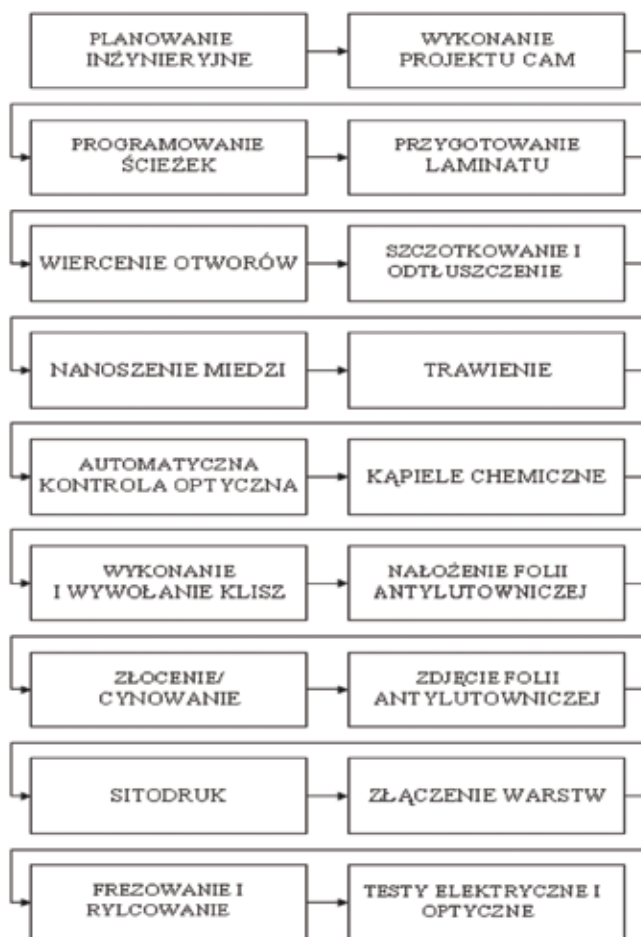 PLANOWANIE
INŻYNIERYJNE
WYKONANIE
PROJEKTU CAM
PROGRAMOWANIE
ŚCIEŻEK
PRZYGOTOWANIE
LAMINATU
WIERCENIE OTWORÓW
SZCZOTKOWANIE I
ODTŁUSZCZENIE
NANOSZENIE MIEDZI
TRAWIENIE
AUTOMATYCZNA
KONTROLA OPTYCZNA
KĄPIELE CHEMICZNE
WYKONANIE
I WYWOŁANIE KLISZ
NAŁOŻENIE FOLII
ANTYLUTOWNICZEJ
ZŁOCENIE/
CYNOWANIE
ZDJĘCIE FOLII
ANTYLUTOWNICZEJ
SITODRUK
ZŁĄCZENIE WARSTW
FREZOWANIE I
RYLCOWANIE
TESTY ELEKTRYCZNE I
OPTYCZNE